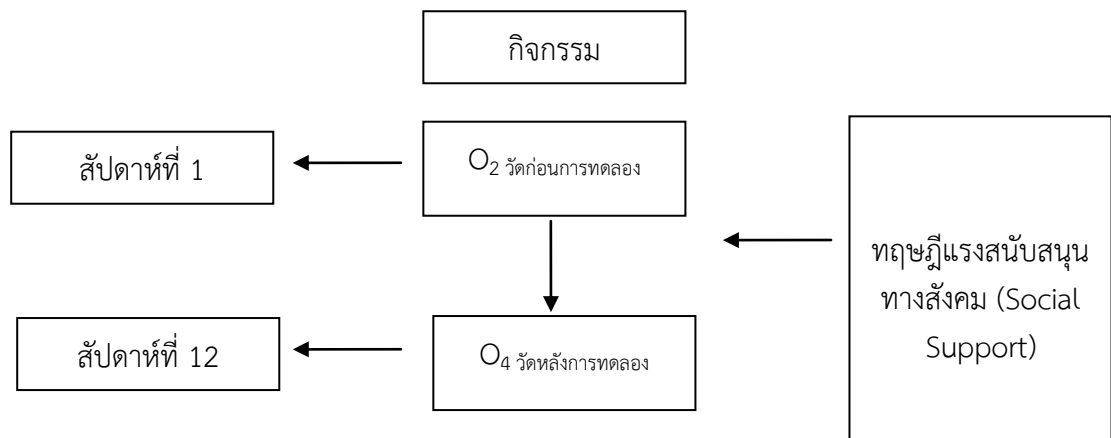 กิจกรรม
สัปดาห์ที่ 1
O2 วัดก่อนการทดลอง
ทฤษฎีแรงสนับสนุน
ทางสังคม (Social
Support)
สัปดาห์ที่ 12
O4 วัดหลังการทดลอง